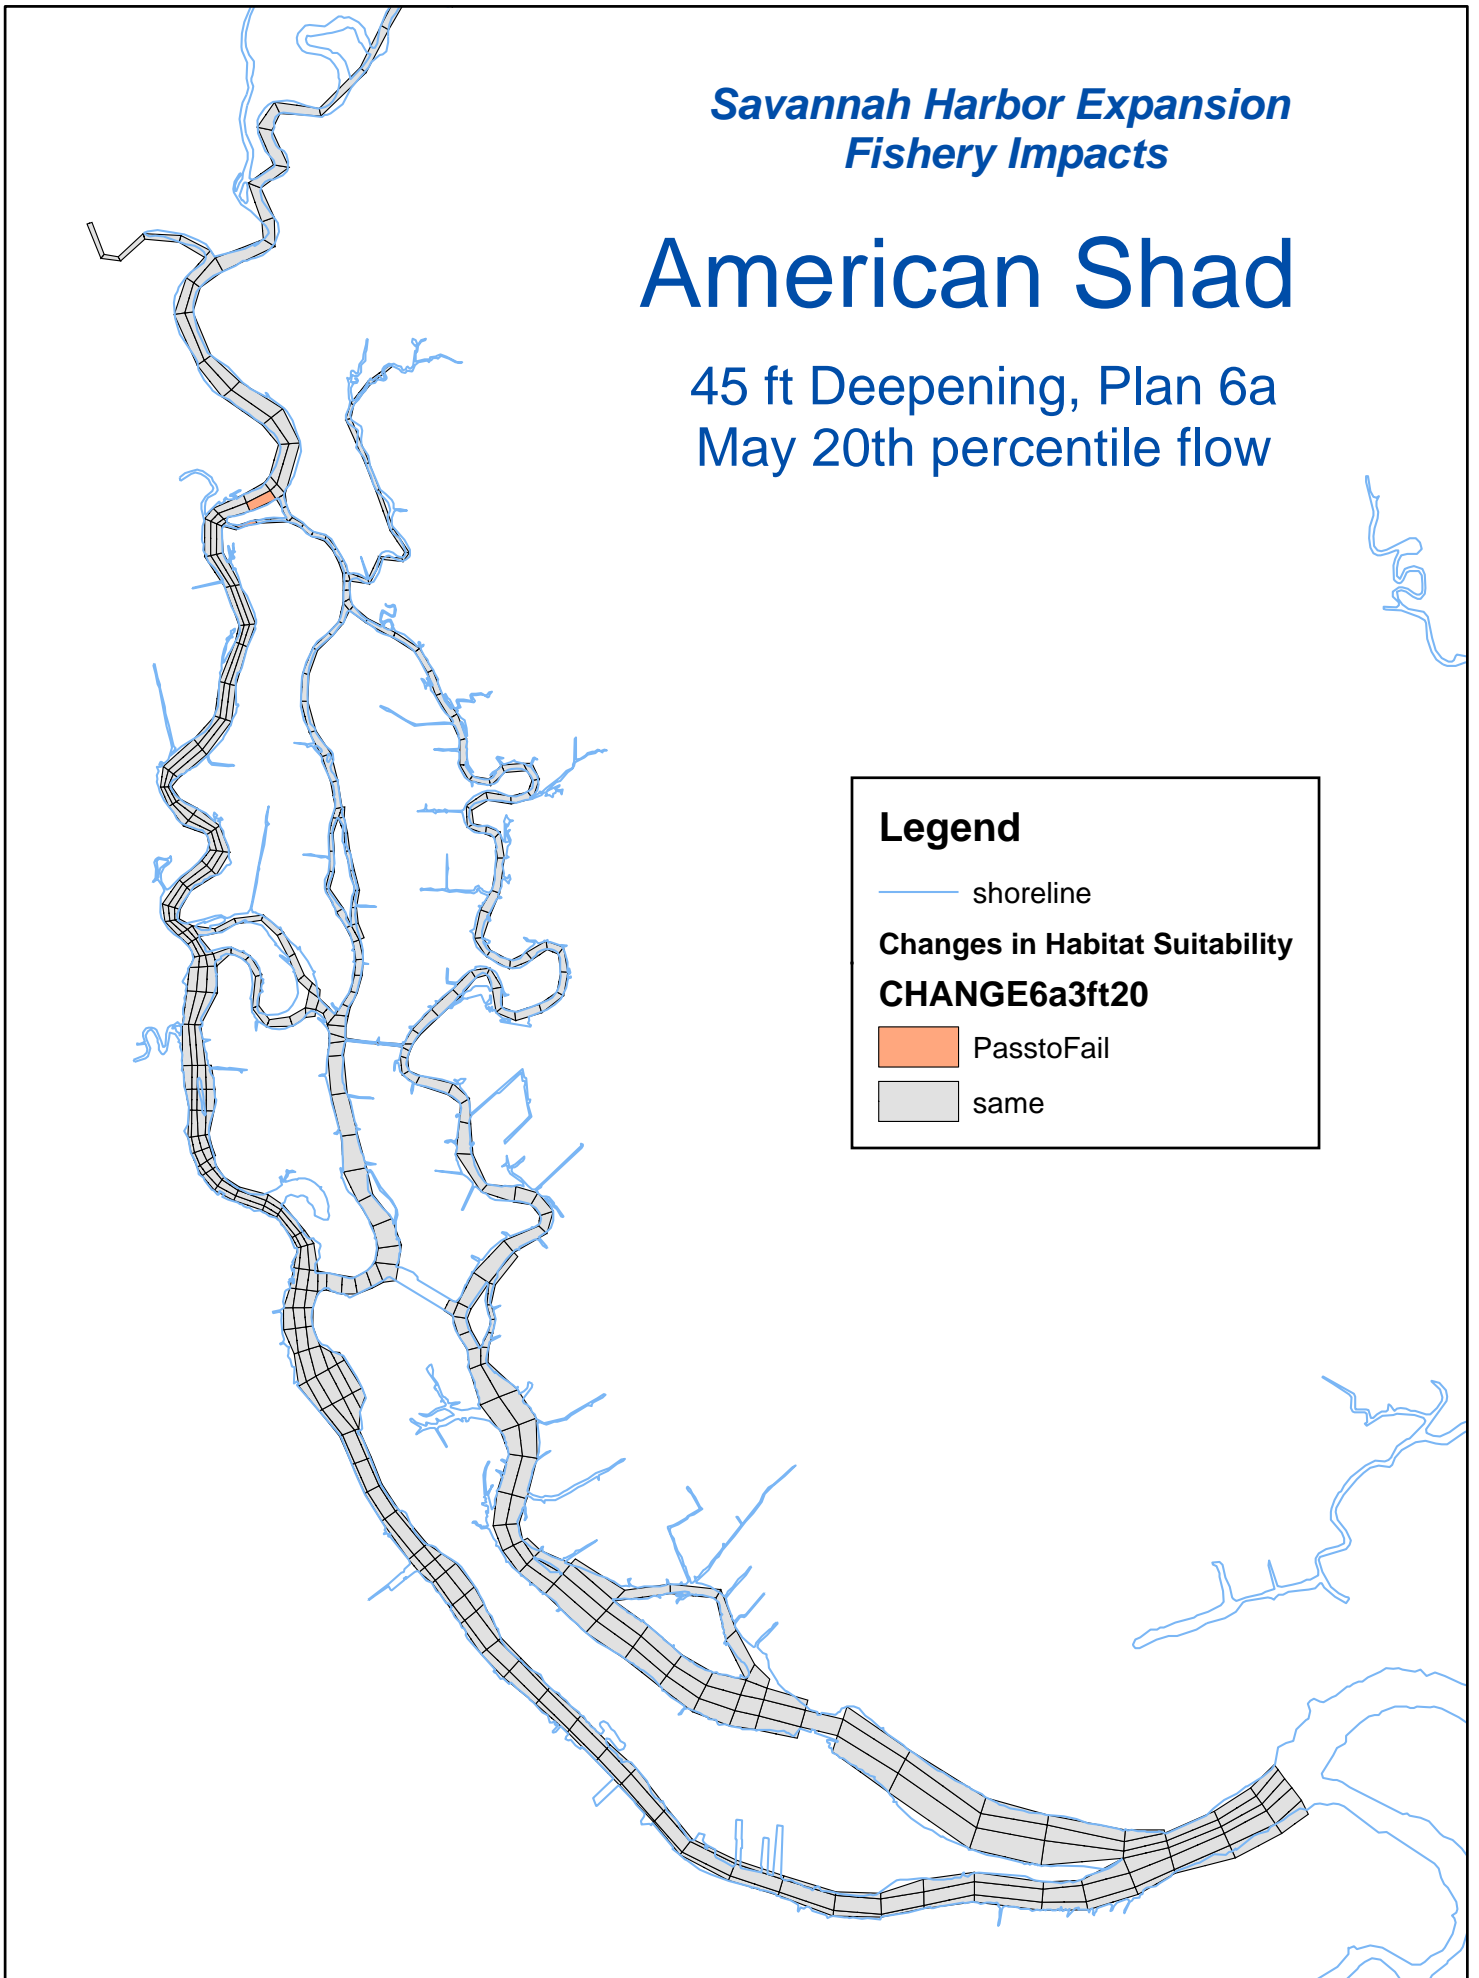 Savannah Harbor Expansion
Fishery Impacts
American Shad
45 ft Deepening, Plan 6a
May 20th percentile flow
Legend
shoreline
Changes in Habitat Suitability
CHANGE6a3ft20
PasstoFail
same